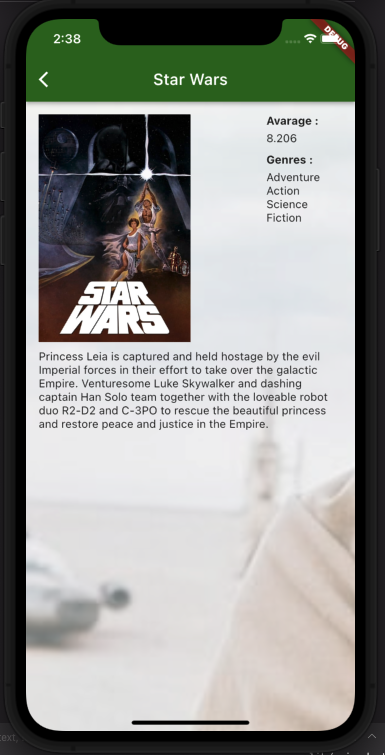 2:38
DEBUG
Star Wars
Avarage :
8.206
Genres :
Adventure
Action
Science
Fiction
STAR
WARS
Princess Leia is captured and held hostage by the evil
Imperial forces in their effort to take over the galactic
Empire. Venturesome Luke Skywalker and dashing
captain Han Solo team together with the loveable robot
duo R2-D2 and C-3PO to rescue the beautiful princess
and restore peace and justice in the Empire.
text,